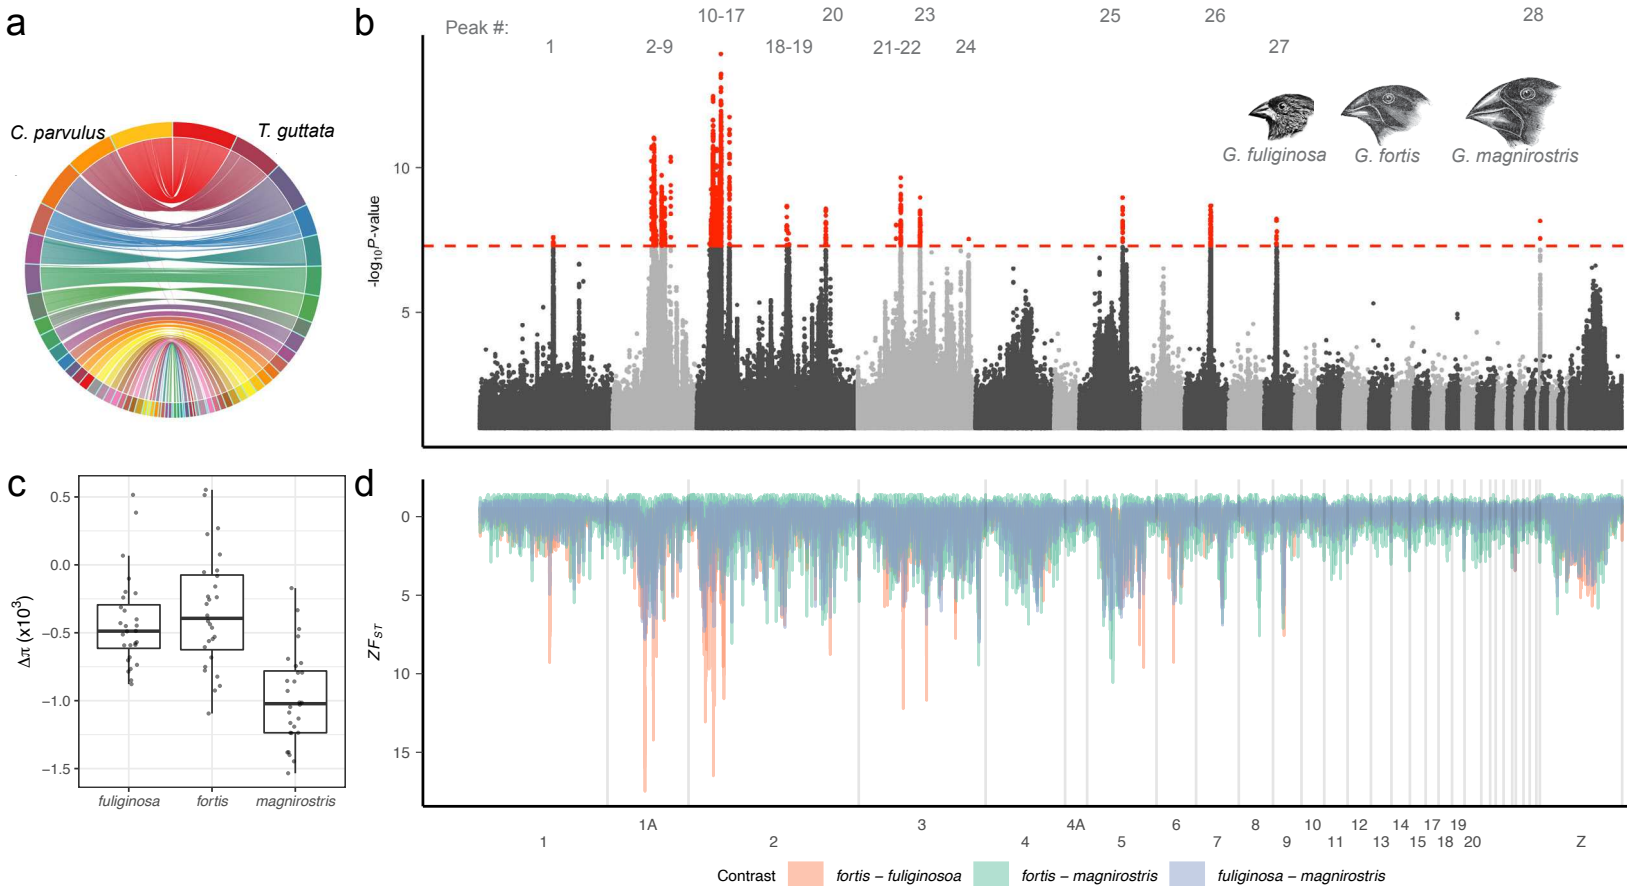 a
C. parvulus
T. guttata
b
Peak #:
1
2-9
10-17
18-19
20
21-22
23
24
25
26
27
28
-log10P-value
10
5
G. fuliginosa
G. fortis
G. magnirostris
c
Δπ (x10³)
0.5
0.0
−0.5
−1.0
−1.5
fuliginosa
fortis
magnirostris
d
ZFST
0
5
10
15
1
1A
2
3
4
4A
5
6
7
8
9
10
11
12
13
14
15
17
18
19
20
Z
Contrast
fortis − fuliginosoa
fortis − magnirostris
fuliginosa − magnirostris